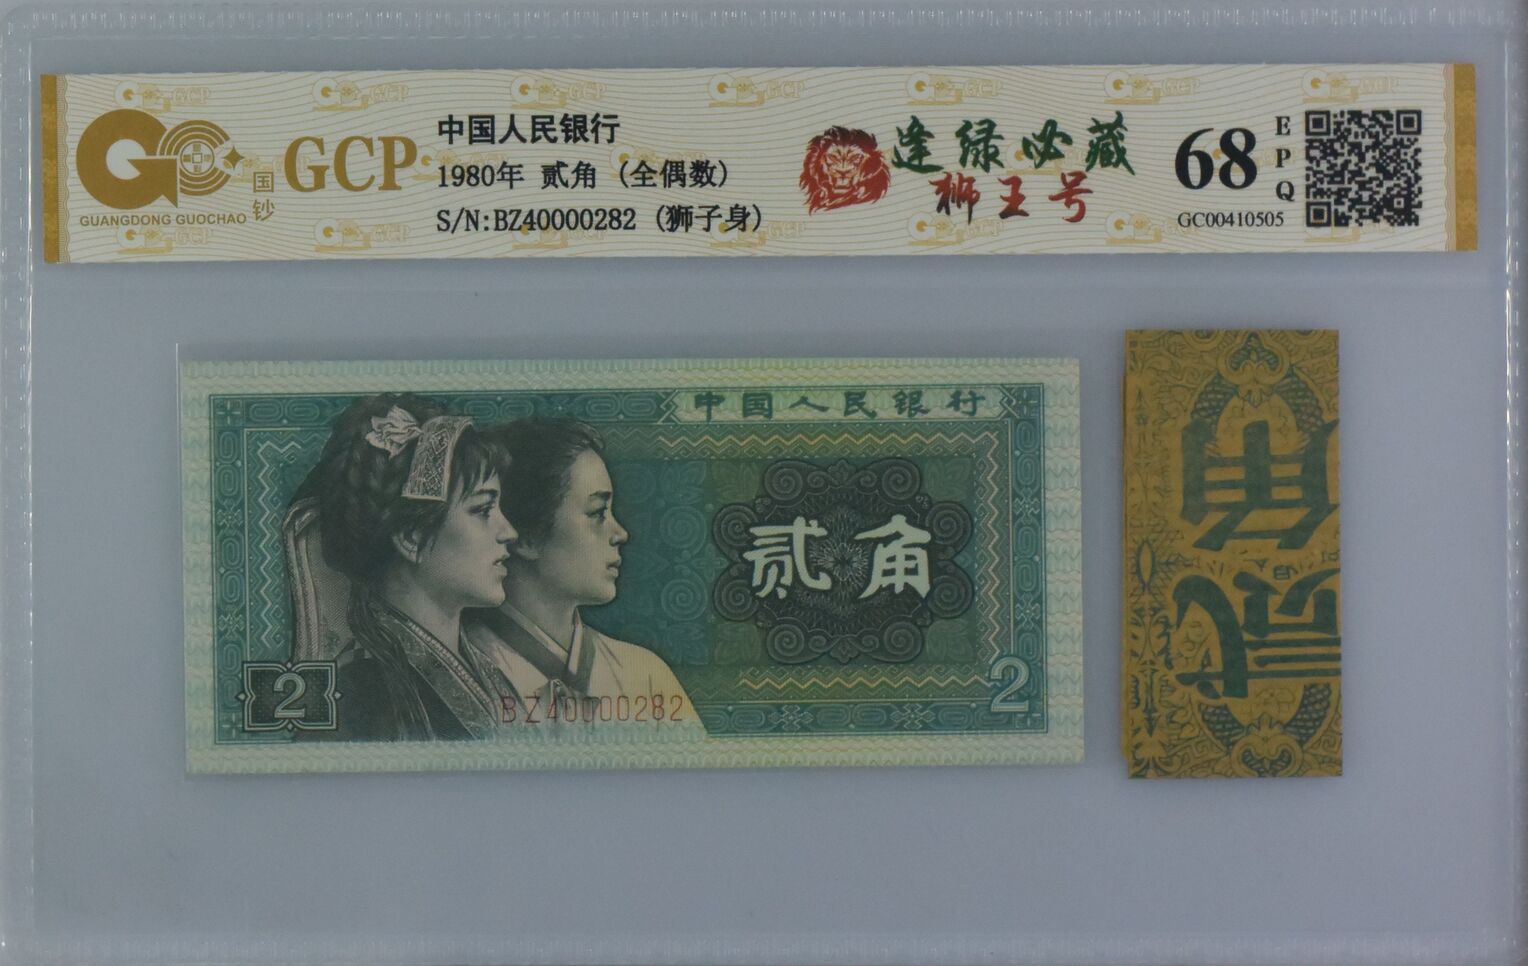 GCP
国钞
GUANGDONG GUOCHAO
中国人民银行
1980年 贰角 (全偶数)
S/N:BZ40000282 (狮子身)
逢绿必藏
狮王号
68
EPQ
GC00410505
中国人民银行
贰角
2
BZ40000282
2
贰角